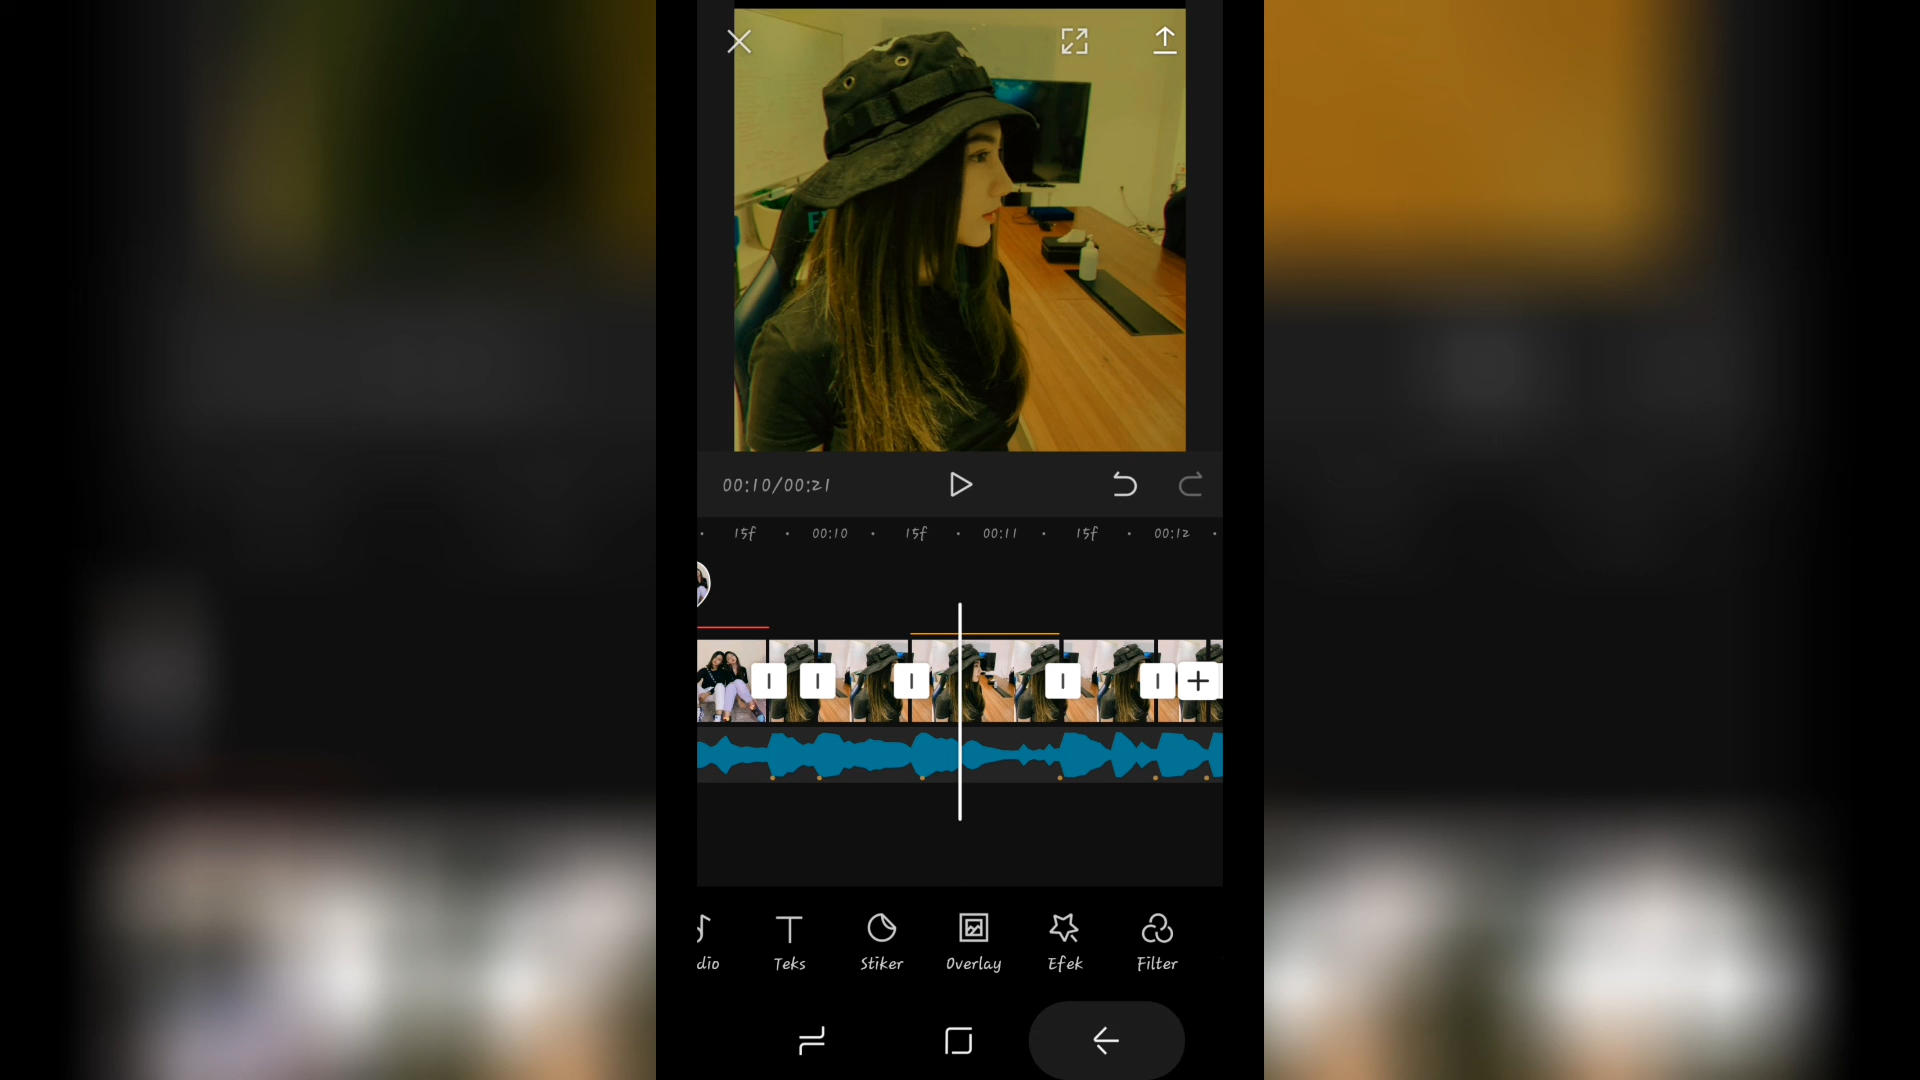 00:10/00:21
15f 00:10 15f 00:11 15f 00:12
dio Teks Stiker Overlay Efek Filter